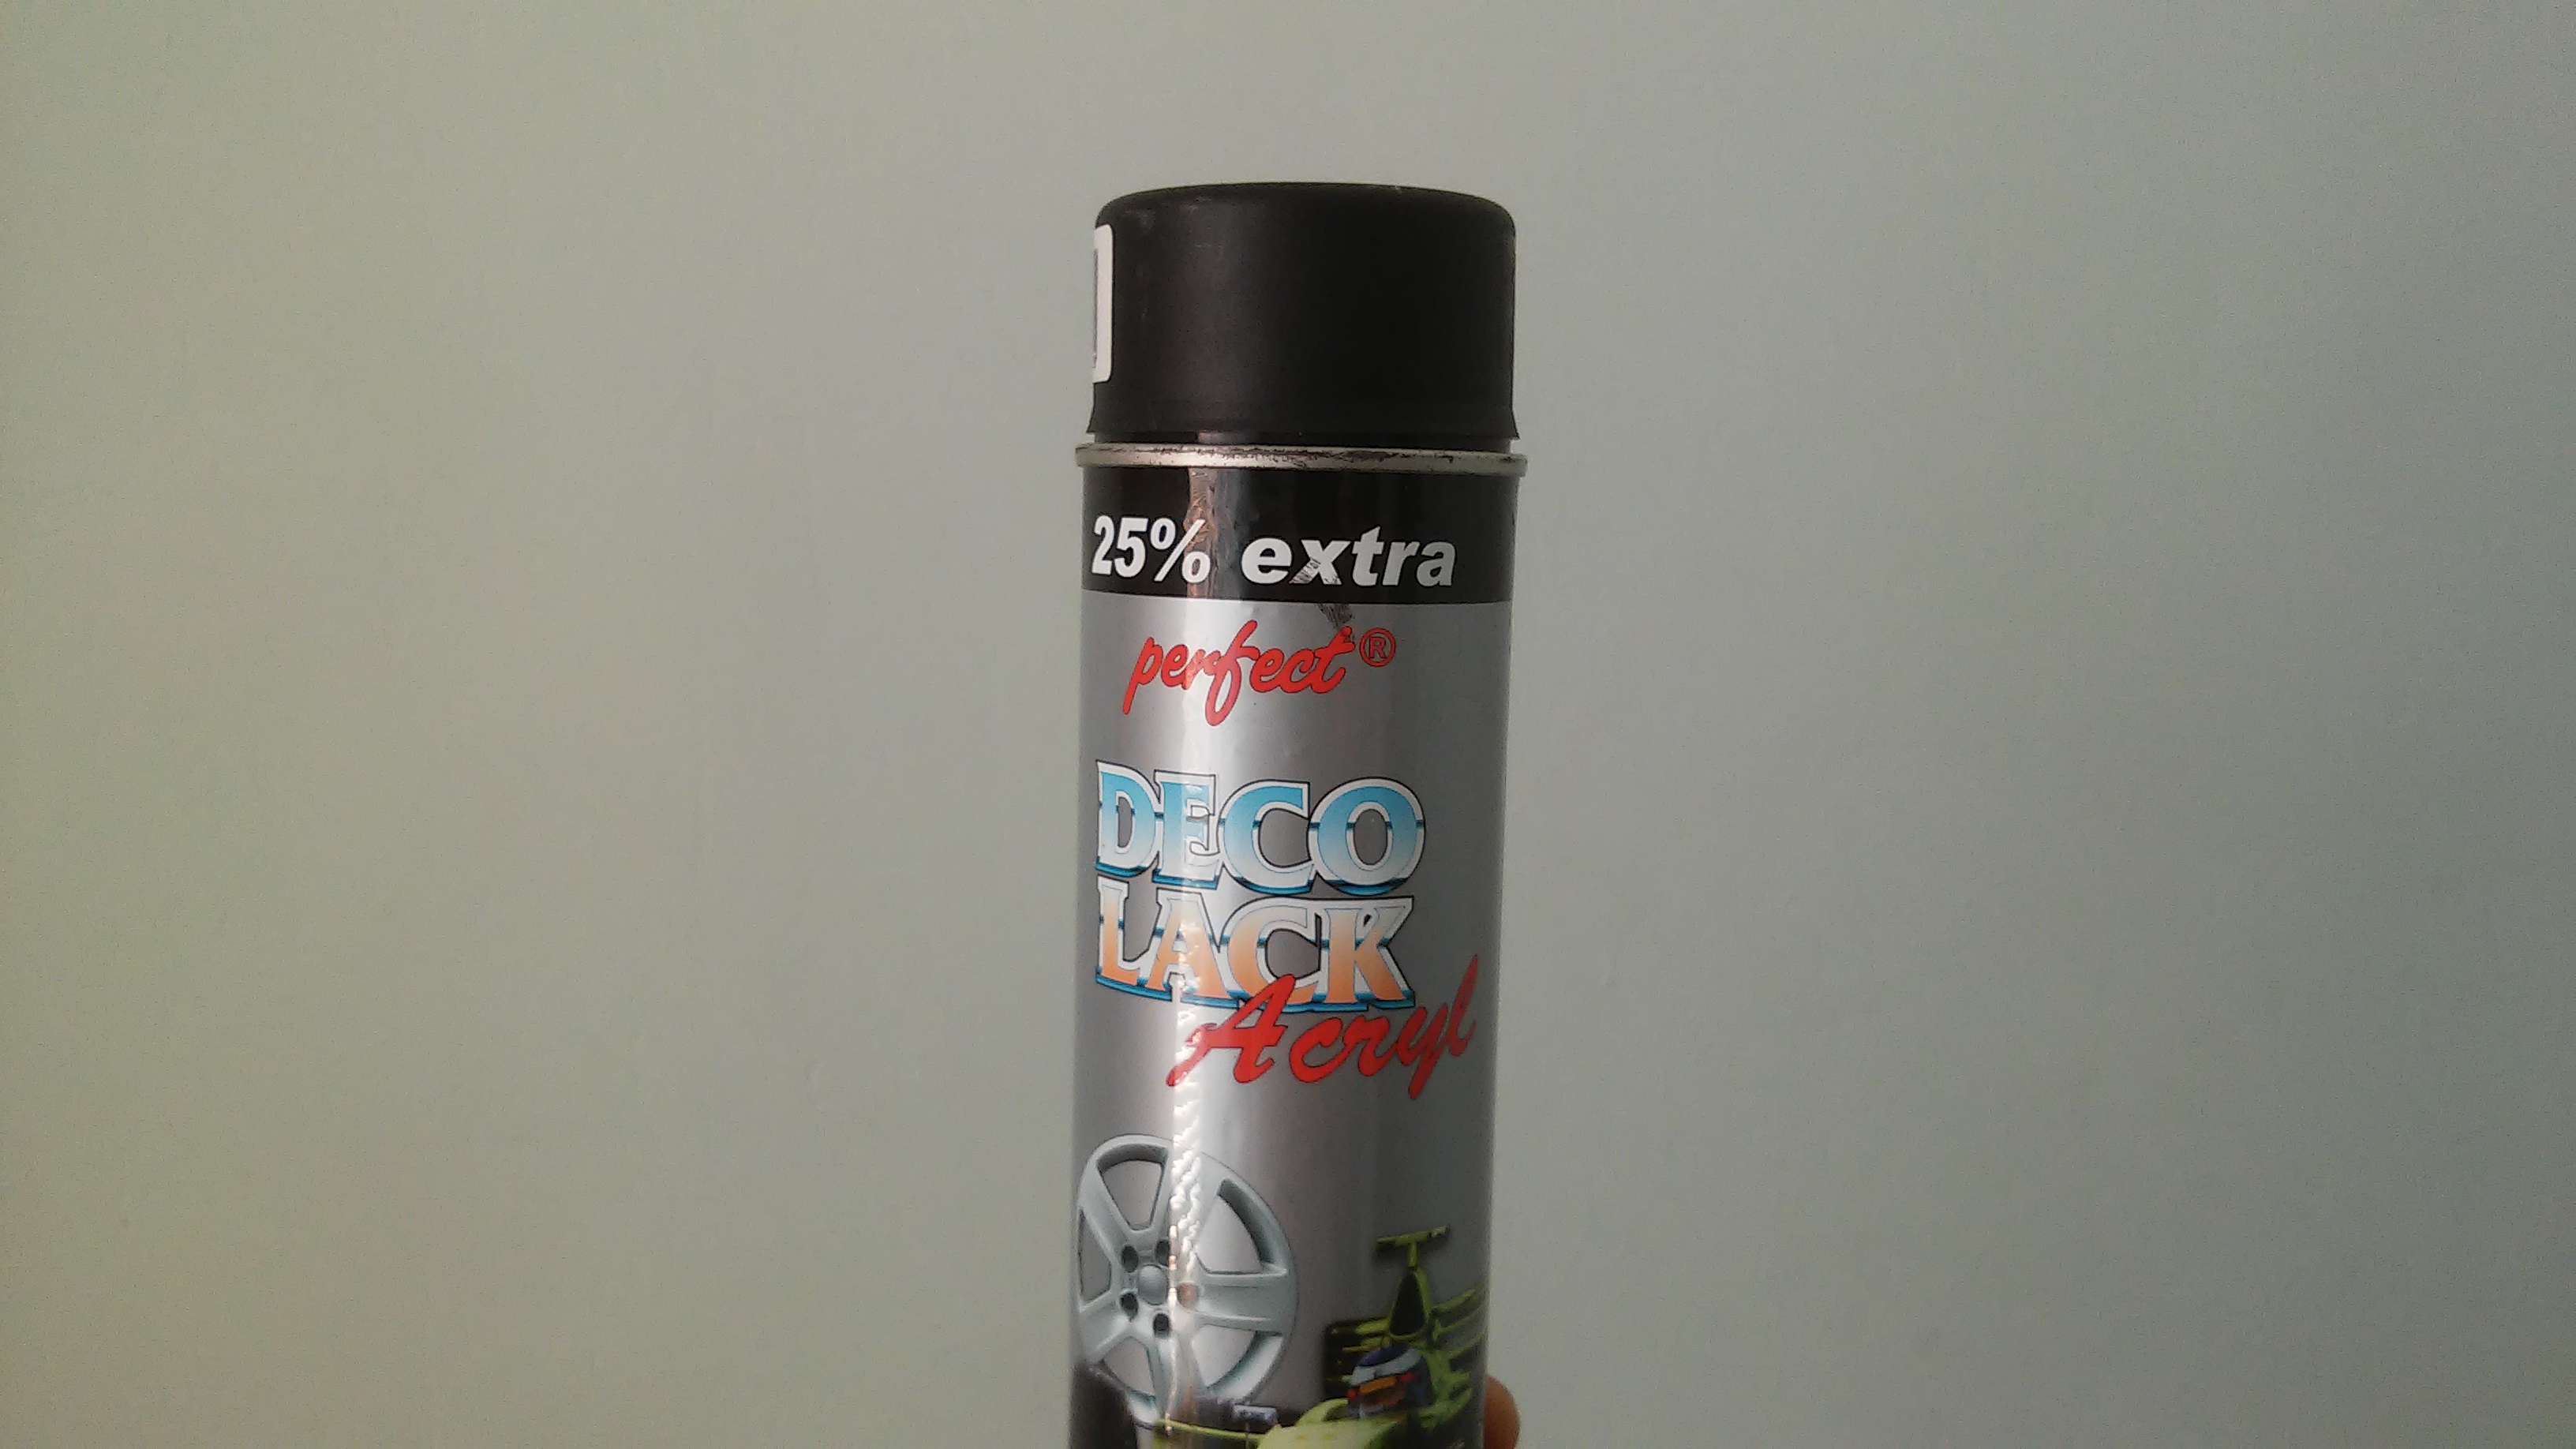 25% extra
perfect®
DECO
LACK
Acryl